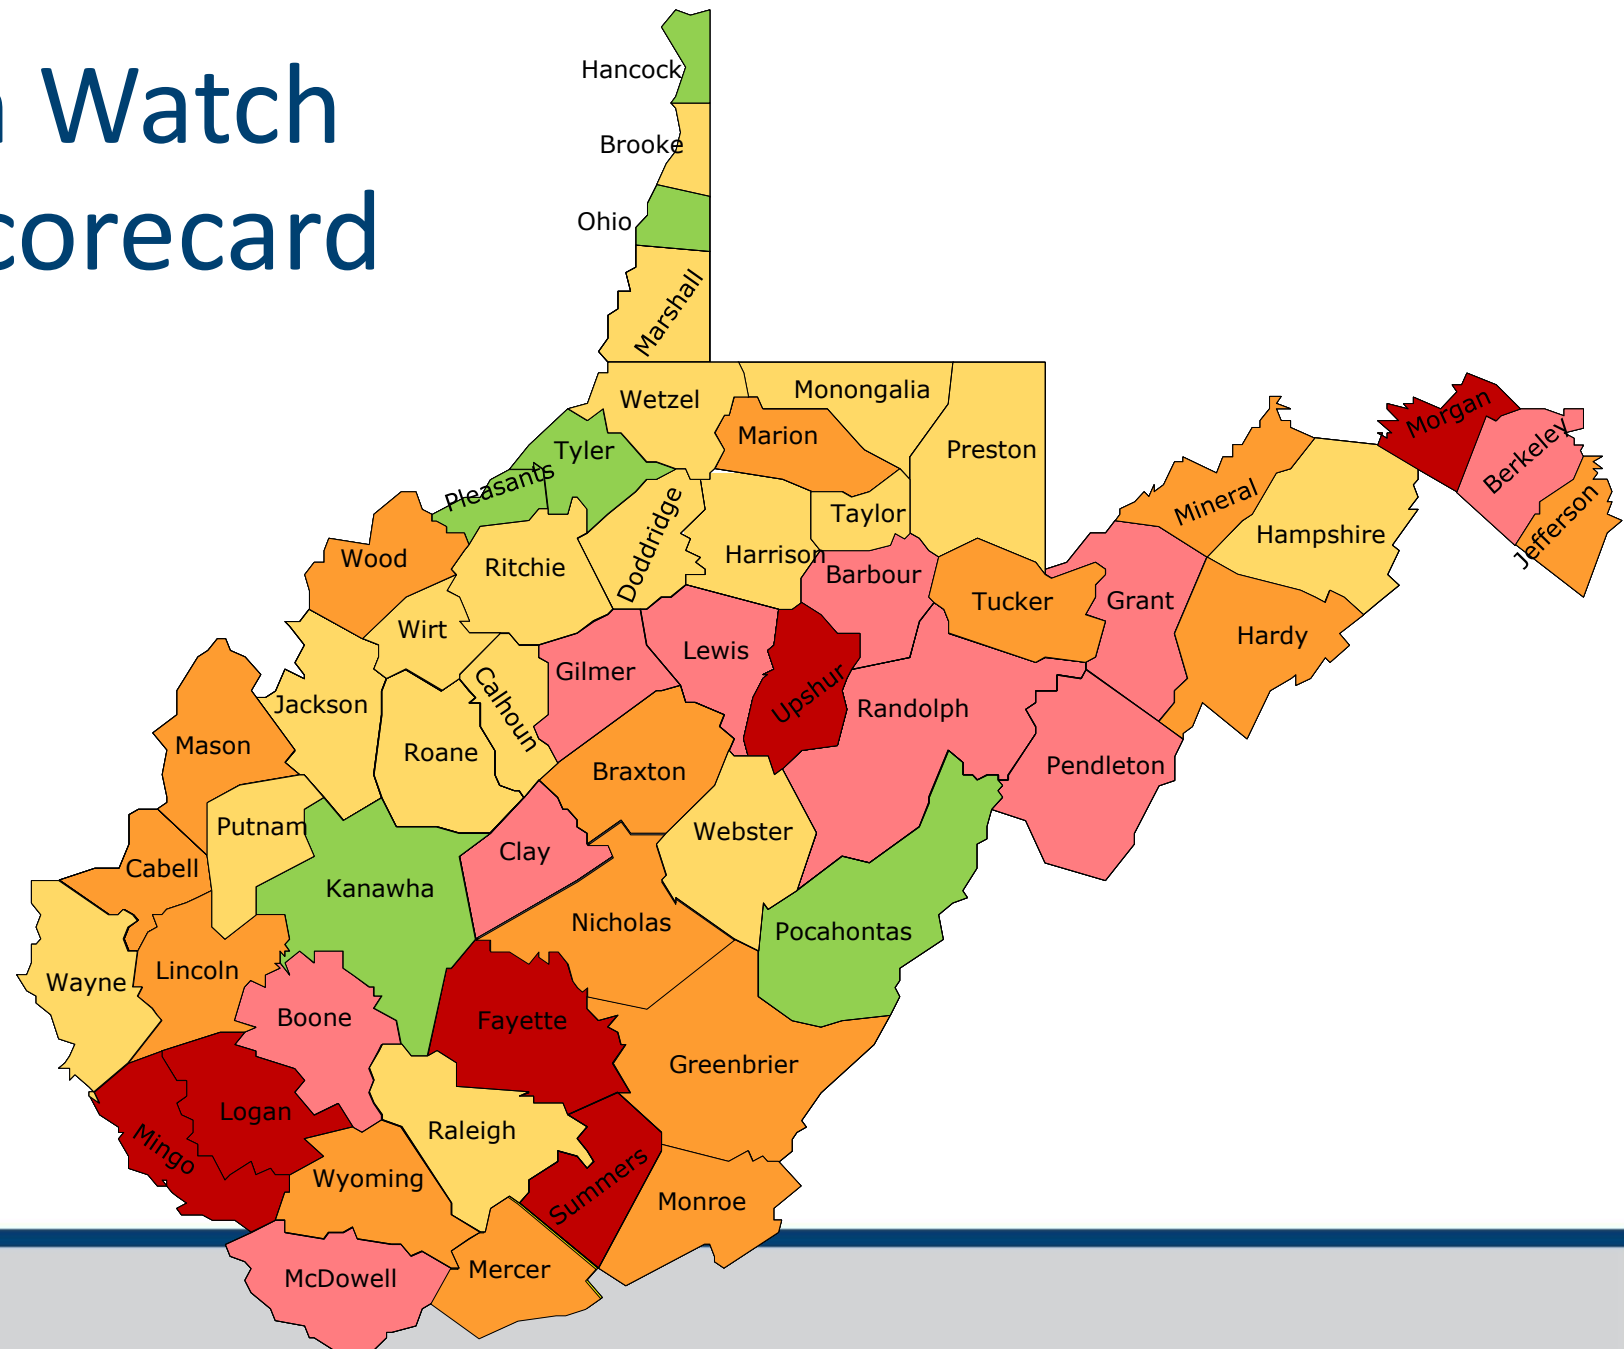 Watch
corecard
Hancock
Brooke
Ohio
Marshall
Wetzel
Monongalia
Marion
Preston
Tyler
Pleasants
Morgan
Berkeley
Jefferson
Mineral
Hampshire
Doddridge
Taylor
Harrison
Wood
Ritchie
Barbour
Tucker
Grant
Hardy
Wirt
Gilmer
Lewis
Upshur
Calhoun
Jackson
Randolph
Mason
Roane
Braxton
Pendleton
Putnam
Webster
Cabell
Clay
Kanawha
Nicholas
Pocahontas
Wayne
Lincoln
Boone
Fayette
Greenbrier
Logan
Raleigh
Mingo
Wyoming
Summers
Monroe
McDowell
Mercer